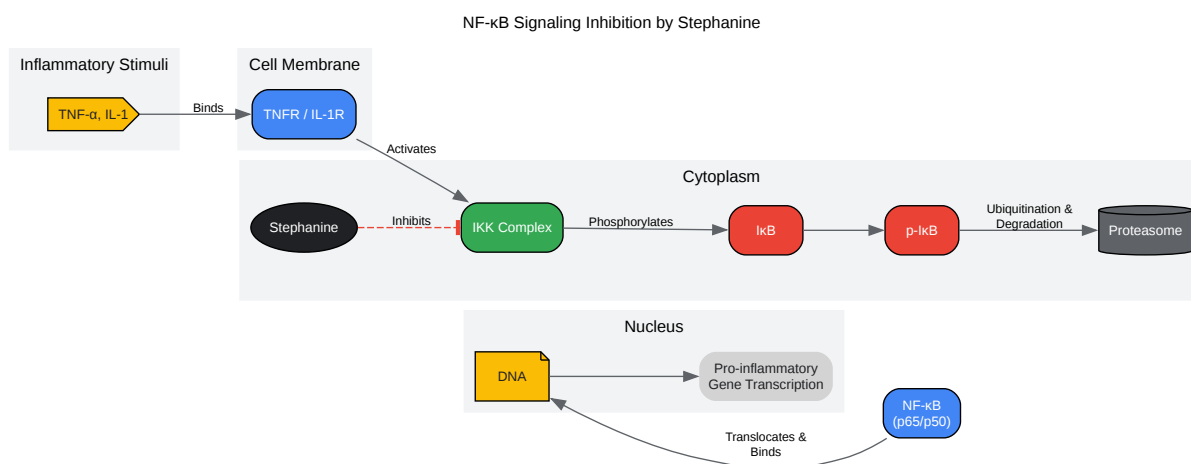 NF-κB Signaling Inhibition by Stephanine
Inflammatory Stimuli
Cell Membrane
TNF-α, IL-1
Binds
TNFR / IL-1R
Activates
Cytoplasm
Stephanine
Inhibits
IKK Complex
Phosphorylates
IκB
p-IκB
Ubiquitination &
Degradation
Proteasome
Nucleus
DNA
Pro-inflammatory
Gene Transcription
NF-κB
(p65/p50)
Translocates &
Binds